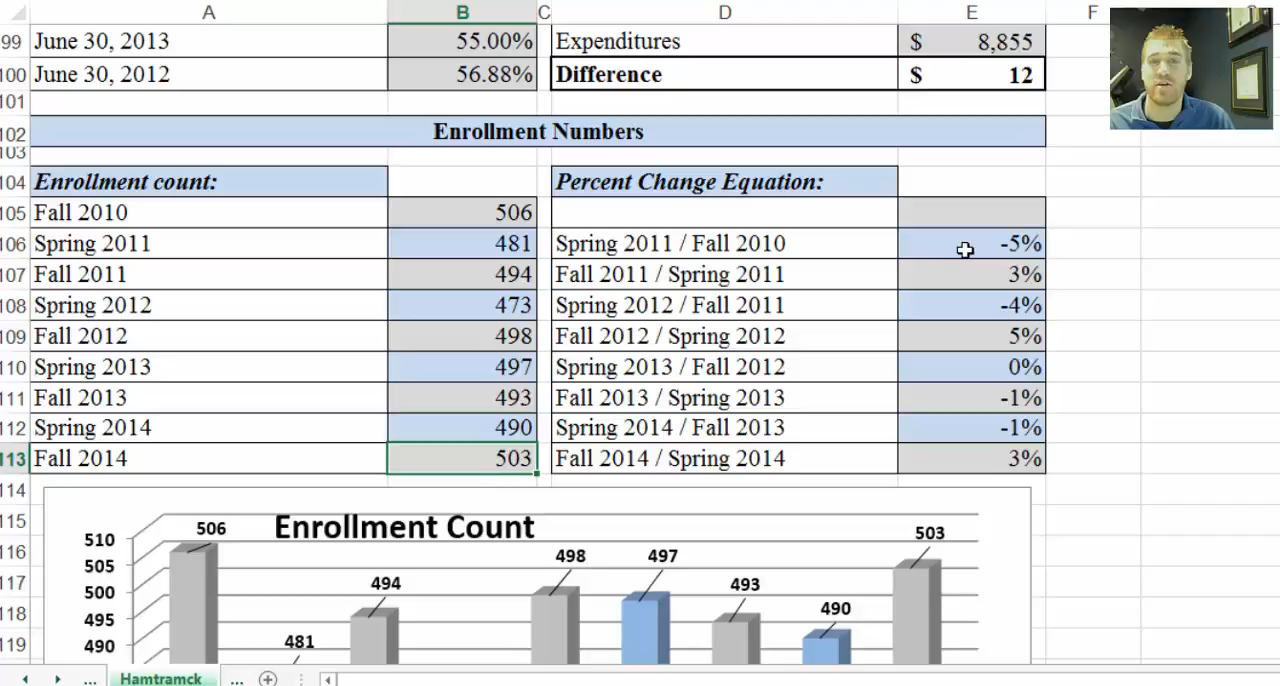 A B C D E F
99 June 30, 2013 55.00% Expenditures $ 8,855
100 June 30, 2012 56.88% Difference $ 12
101
102 Enrollment Numbers
103
104 Enrollment count: Percent Change Equation:
105 Fall 2010 506
106 Spring 2011 481 Spring 2011 / Fall 2010 -5%
107 Fall 2011 494 Fall 2011 / Spring 2011 3%
108 Spring 2012 473 Spring 2012 / Fall 2011 -4%
109 Fall 2012 498 Fall 2012 / Spring 2012 5%
110 Spring 2013 497 Spring 2013 / Fall 2012 0%
111 Fall 2013 493 Fall 2013 / Spring 2013 -1%
112 Spring 2014 490 Spring 2014 / Fall 2013 -1%
113 Fall 2014 503 Fall 2014 / Spring 2014 3%
114
115 510 506 Enrollment Count 503
116 505 498 497
117 500 494 493
118 495 490
119 490 481
... Hamtramck ...